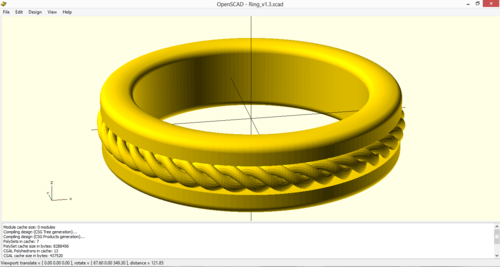 OpenSCAD - Ring_v1.3.scad
File Edit Design View Help
Module cache size: 0 modules
Compiling design (CSG Tree generation)...
Compiling design (CSG Products generation)...
PolySets in cache: 7
PolySet cache size in bytes: 8288486
CGAL Polyhedrons in cache: 13
CGAL cache size in bytes: 437520
Viewport: translate = [ 0.00 0.00 0.00 ], rotate = [ 67.60 0.00 349.30 ], distance = 121.85